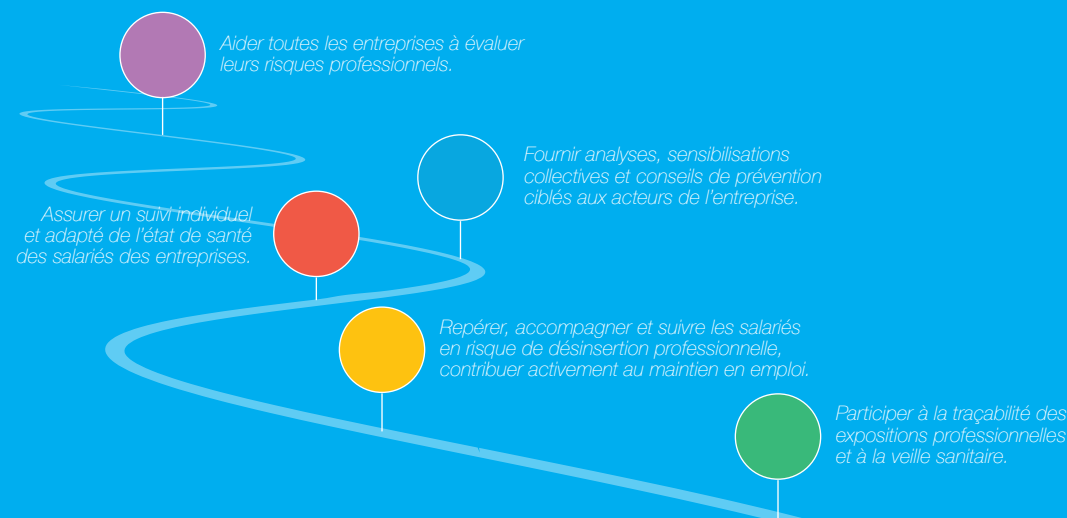 Aider toutes les entreprises à évaluer
leurs risques professionnels.
Fournir analyses, sensibilisations
collectives et conseils de prévention
ciblés aux acteurs de l’entreprise.
Assurer un suivi individuel
et adapté de l’état de santé
des salariés des entreprises.
Repérer, accompagner et suivre les salariés
en risque de désinsertion professionnelle,
contribuer activement au maintien en emploi.
Participer à la traçabilité des
expositions professionnelles
et à la veille sanitaire.